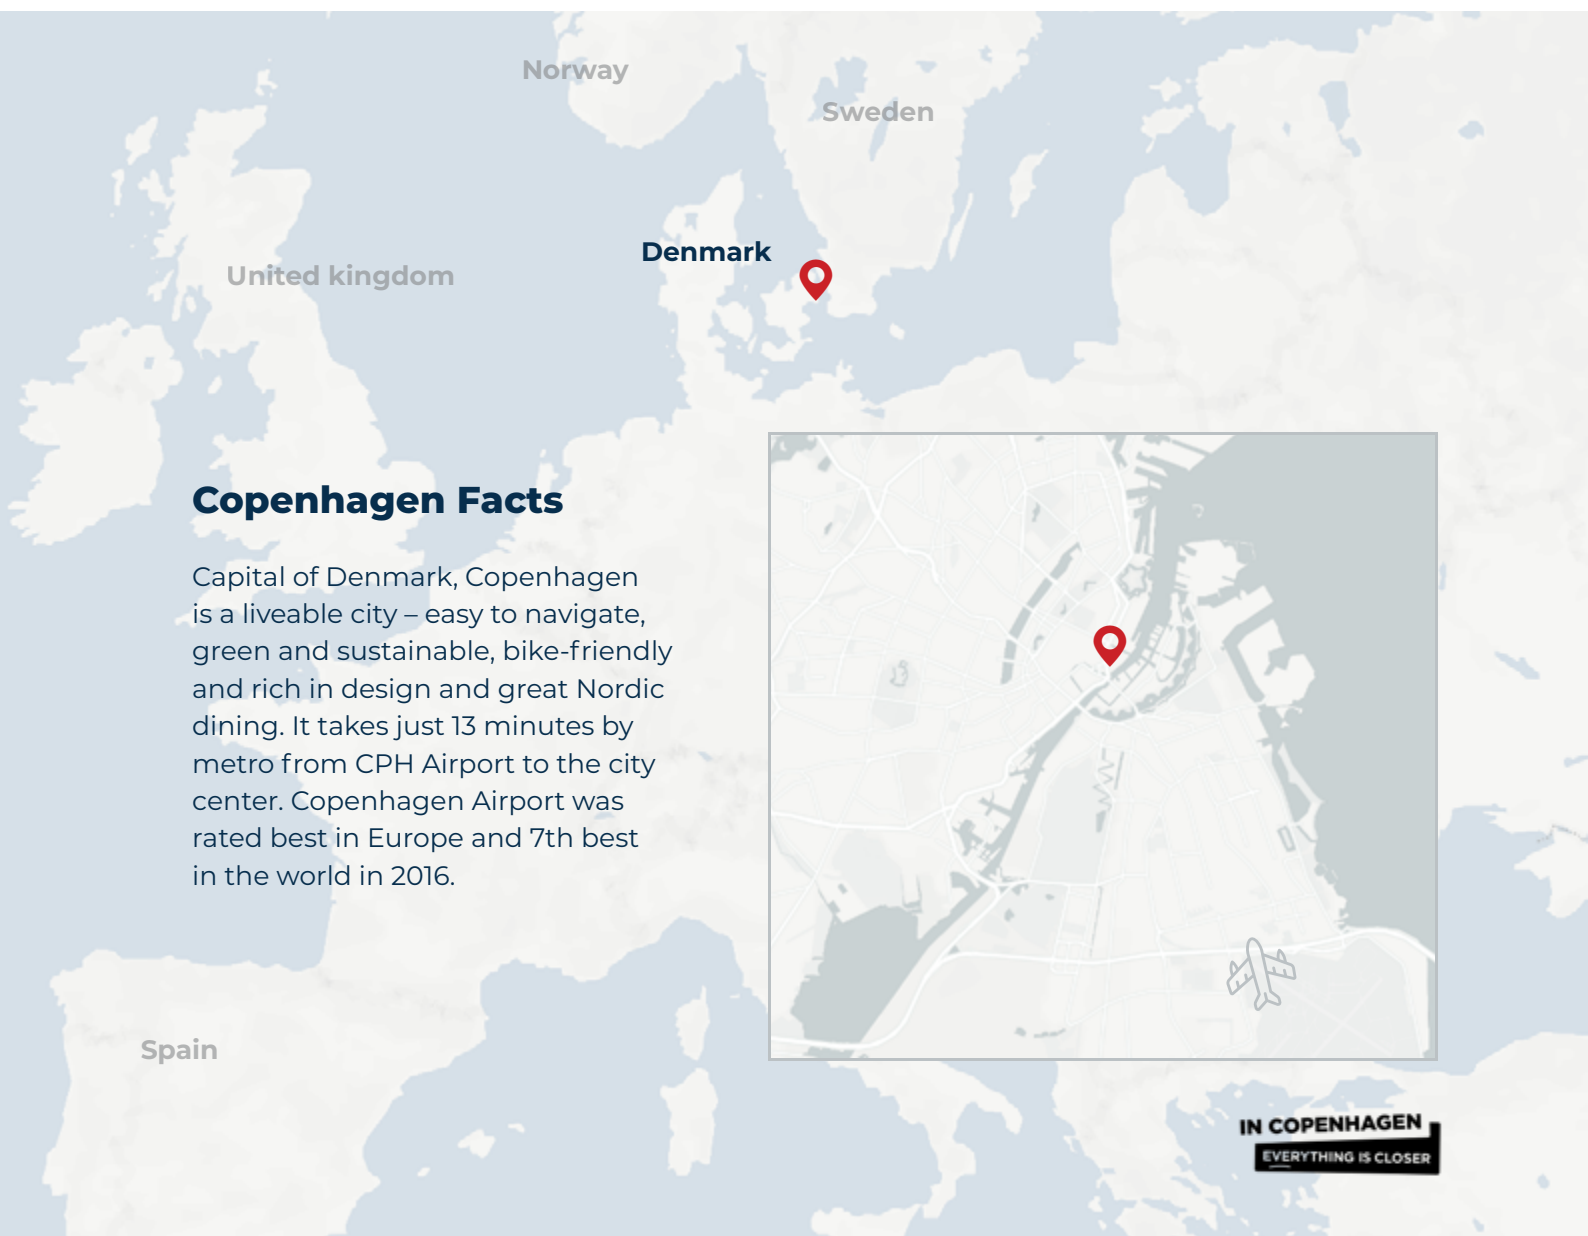 Norway
Sweden
Denmark
United kingdom
Copenhagen Facts
Capital of Denmark, Copenhagen
is a liveable city – easy to navigate,
green and sustainable, bike-friendly
and rich in design and great Nordic
dining. It takes just 13 minutes by
metro from CPH Airport to the city
center. Copenhagen Airport was
rated best in Europe and 7th best
in the world in 2016.
Spain
IN COPENHAGEN
EVERYTHING IS CLOSER